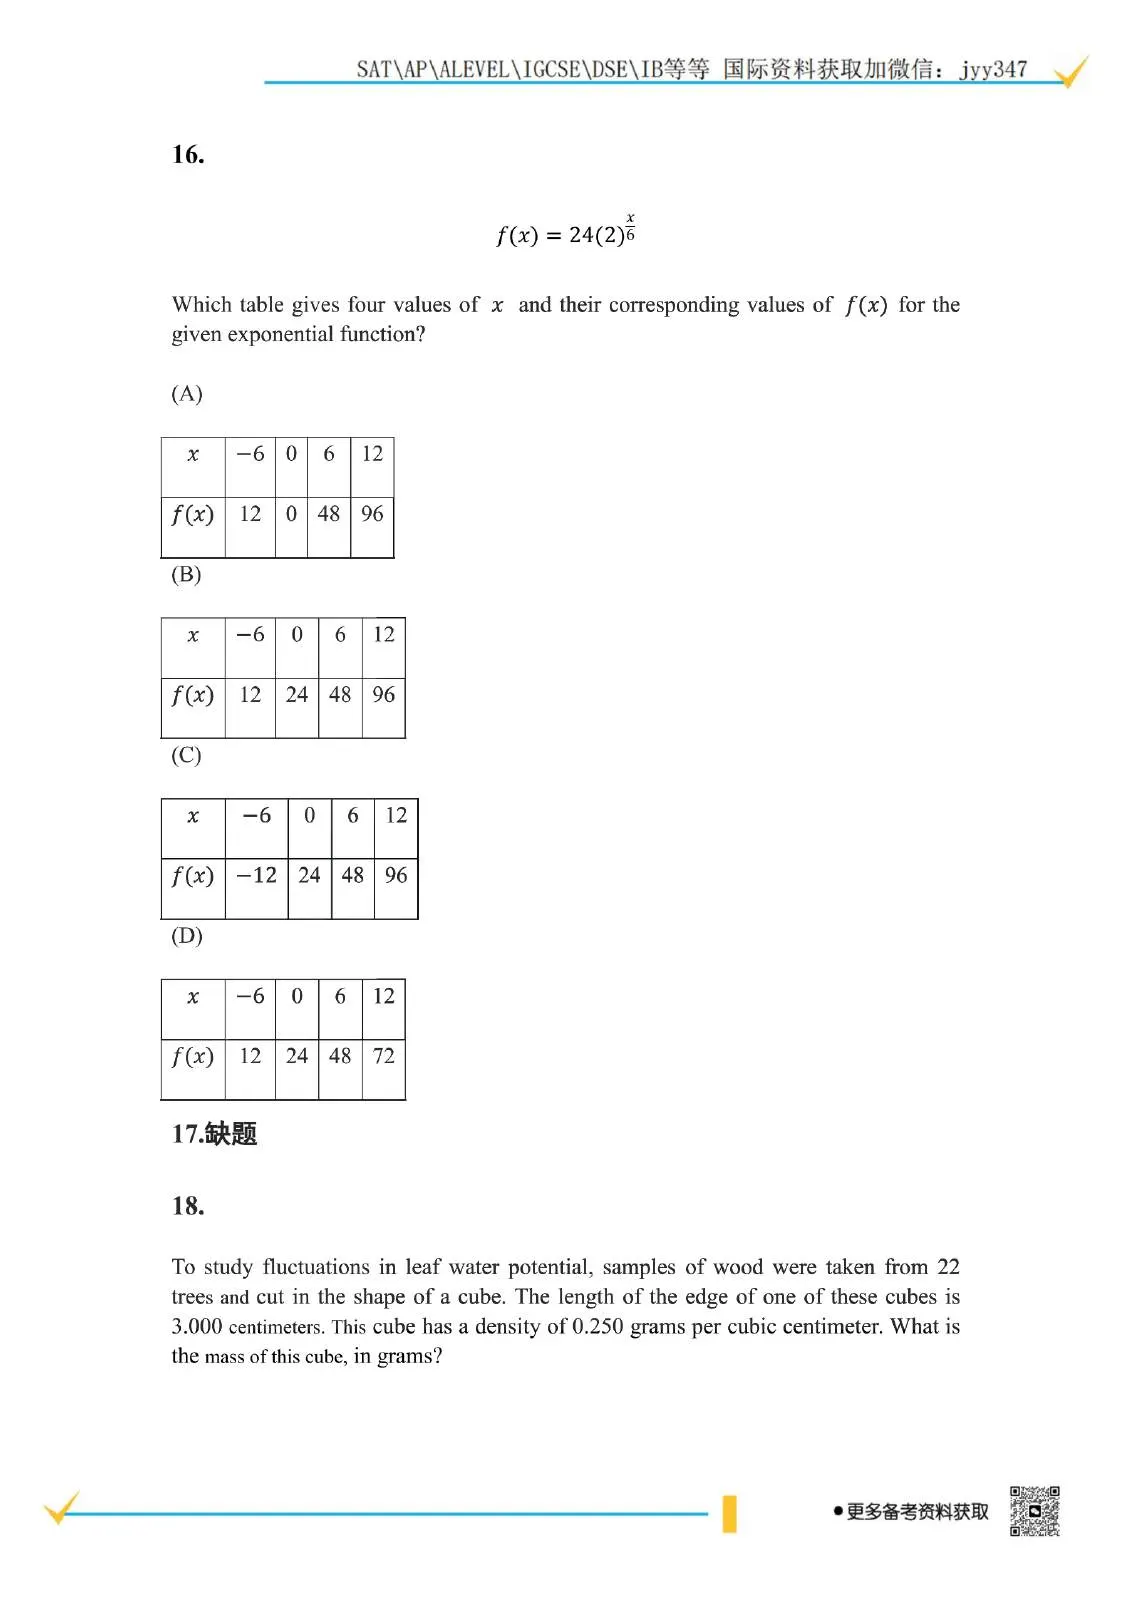 SAT\AP\ALEVEL\IGCSE\DSE\IB等等 国际资料获取加微信：jyy347
16.
f(x) = 24(2)^{x/6}
Which table gives four values of x and their corresponding values of f(x) for the
given exponential function?
(A)
x −6 0 6 12
f(x) 12 0 48 96
(B)
x −6 0 6 12
f(x) 12 24 48 96
(C)
x −6 0 6 12
f(x) −12 24 48 96
(D)
x −6 0 6 12
f(x) 12 24 48 72
17.缺题
18.
To study fluctuations in leaf water potential, samples of wood were taken from 22
trees and cut in the shape of a cube. The length of the edge of one of these cubes is
3.000 centimeters. This cube has a density of 0.250 grams per cubic centimeter. What is
the mass of this cube, in grams?
●更多备考资料获取